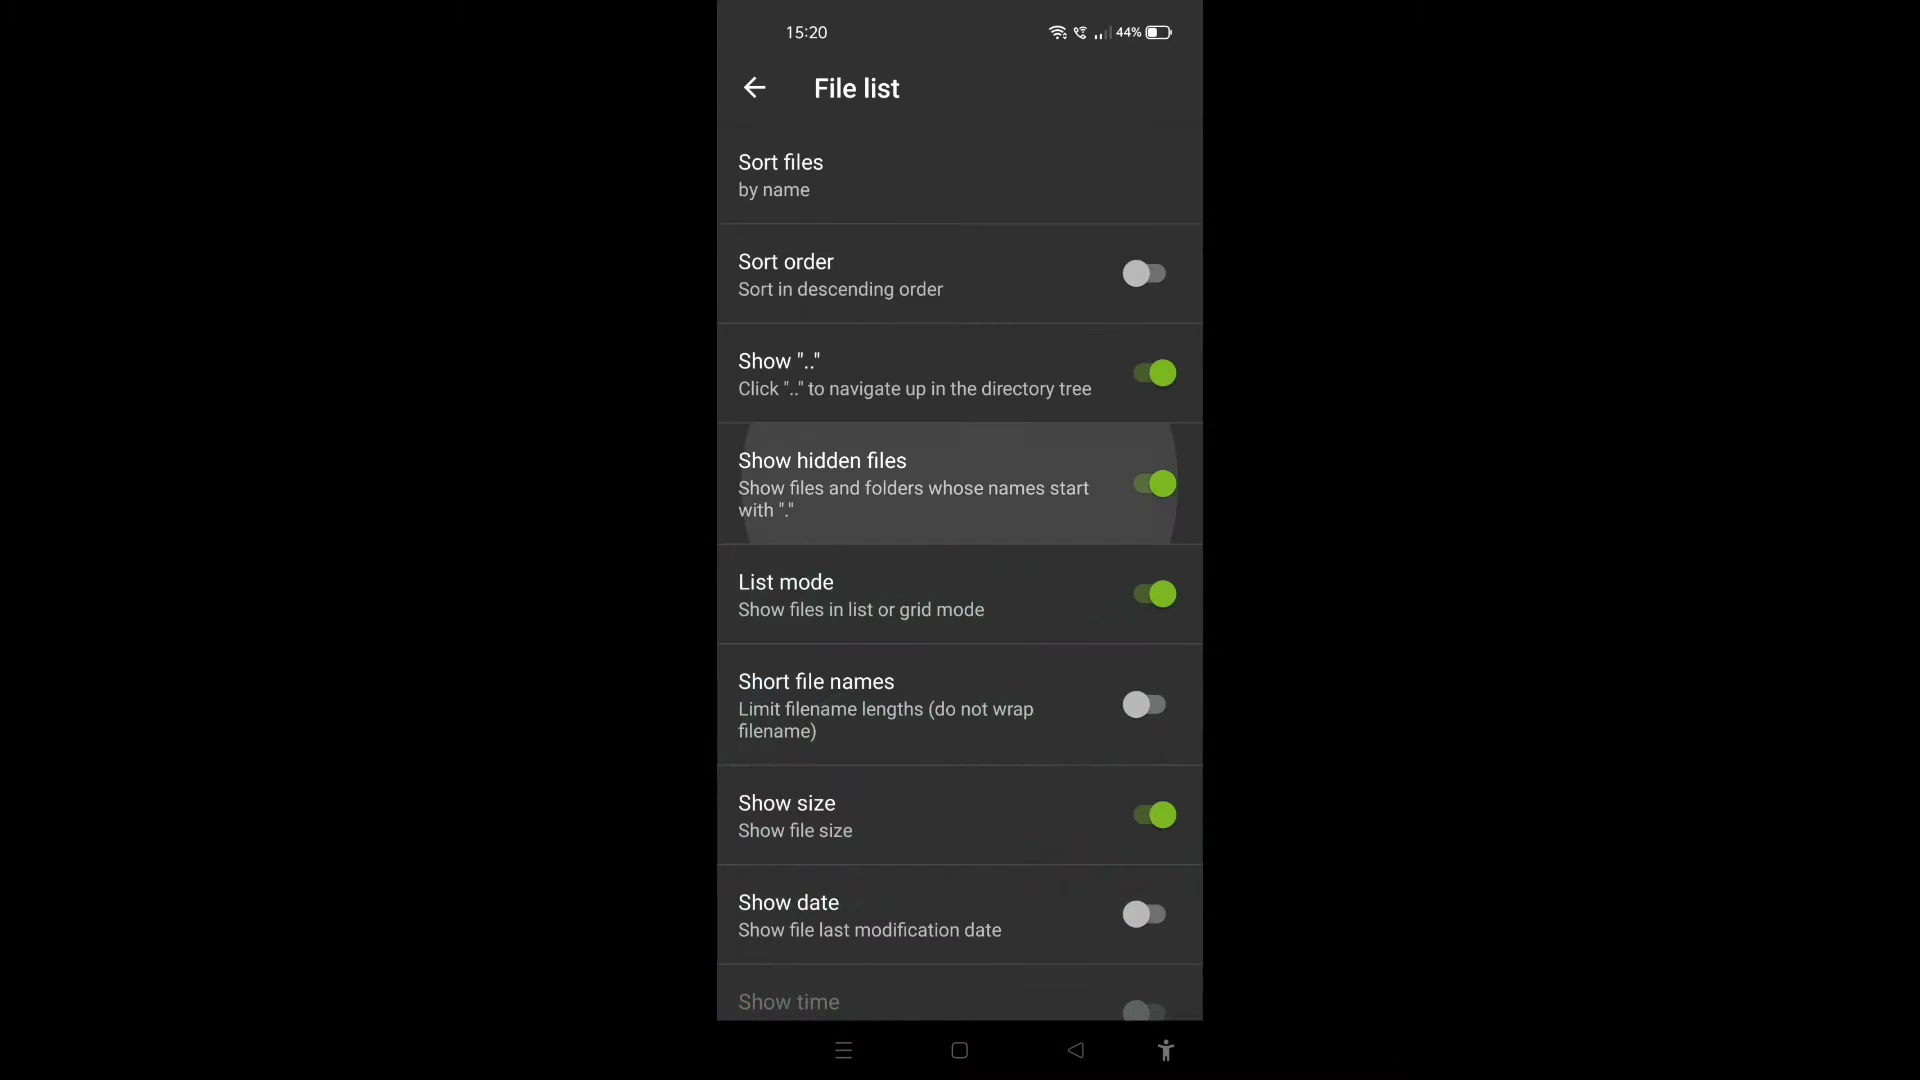 15:20
44%
File list
Sort files
by name
Sort order
Sort in descending order
Show ".."
Click ".." to navigate up in the directory tree
Show hidden files
Show files and folders whose names start
with "."
List mode
Show files in list or grid mode
Short file names
Limit filename lengths (do not wrap
filename)
Show size
Show file size
Show date
Show file last modification date
Show time